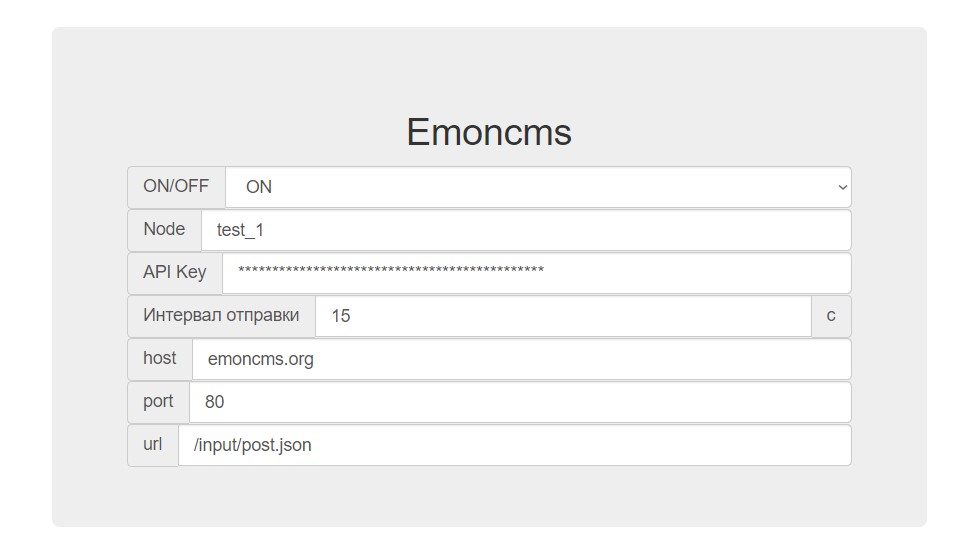 Emoncms
ON/OFF ON
Node test_1
API Key *********************************************
Интервал отправки 15 с
host emoncms.org
port 80
url /input/post.json